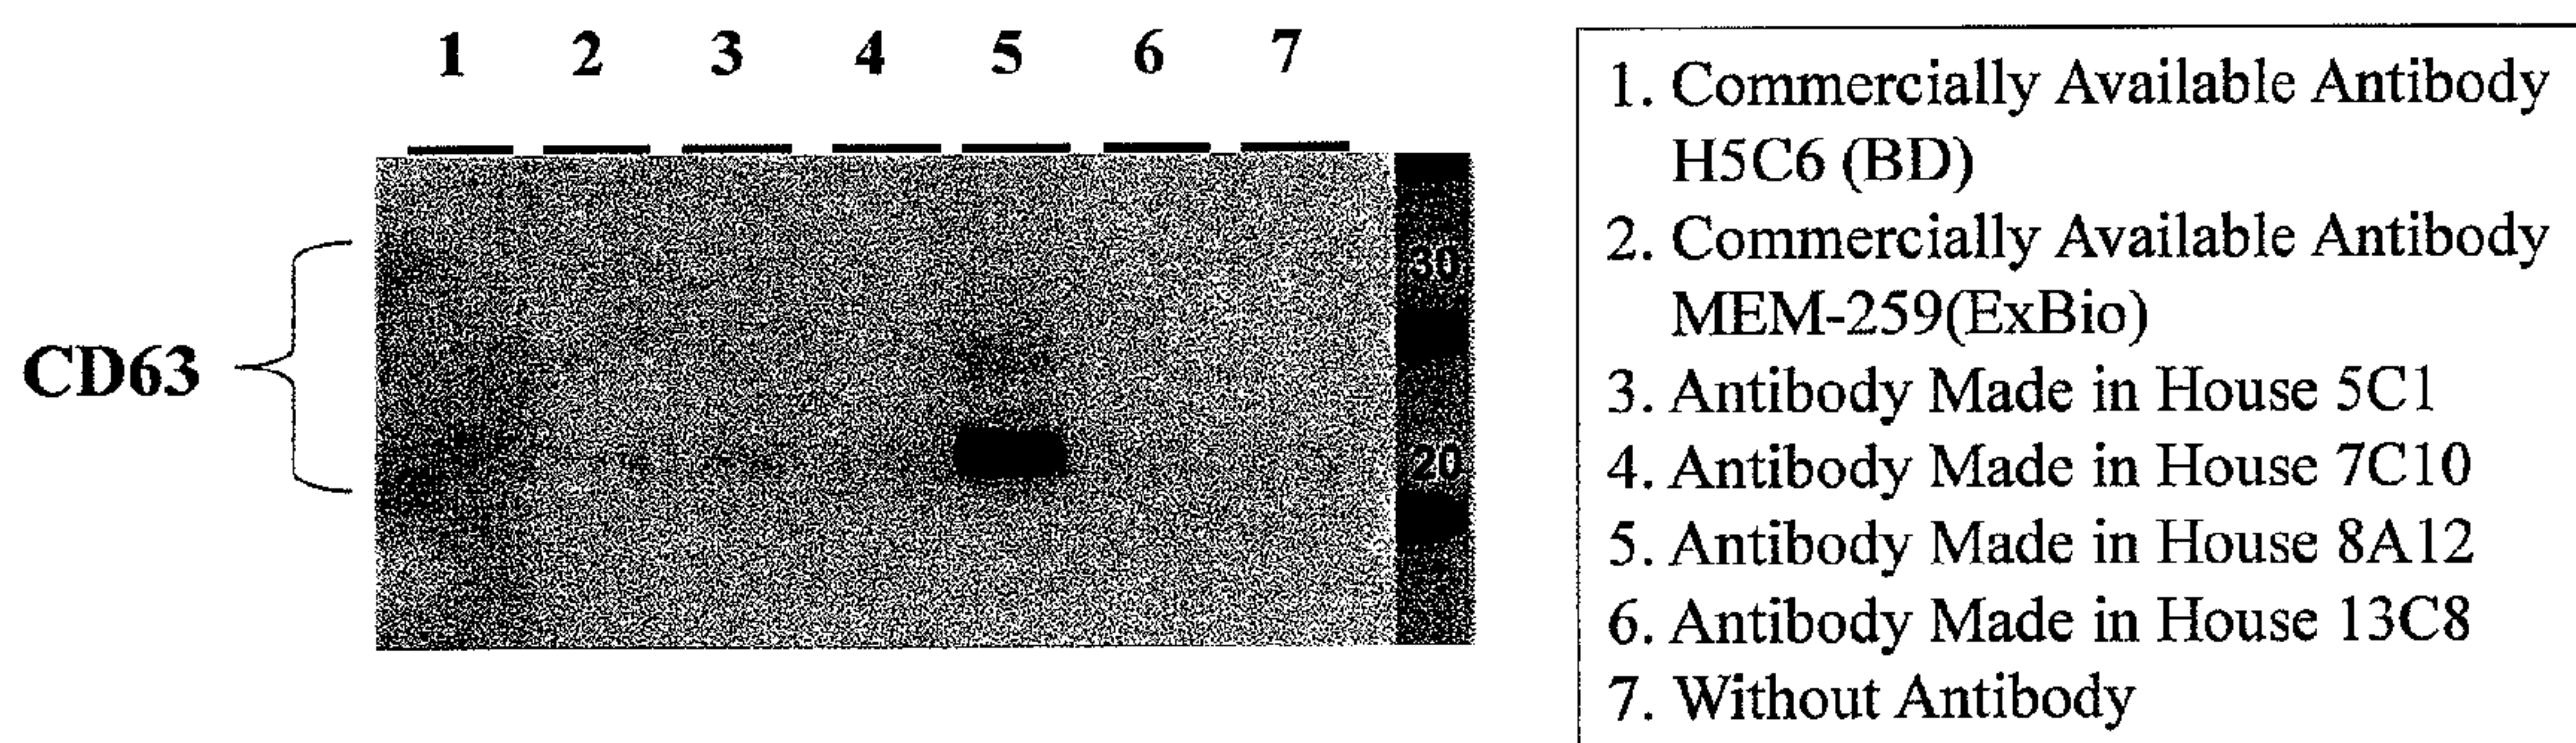 1 2 3 4 5 6 7
CD63
30
20
1. Commercially Available Antibody
H5C6 (BD)
2. Commercially Available Antibody
MEM-259(ExBio)
3. Antibody Made in House 5C1
4. Antibody Made in House 7C10
5. Antibody Made in House 8A12
6. Antibody Made in House 13C8
7. Without Antibody